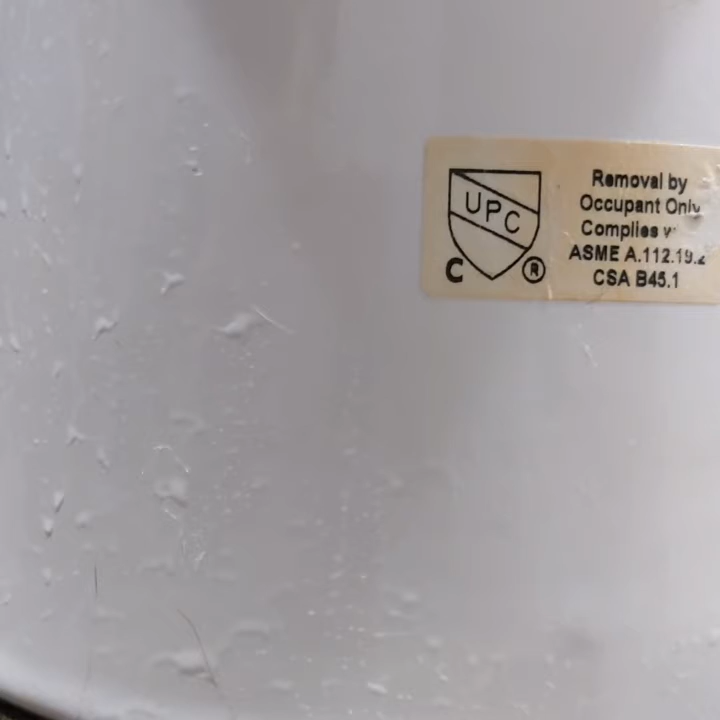 UPC
C ®
Removal by
Occupant Only
Complies
ASME A.112.19.2
CSA B45.1